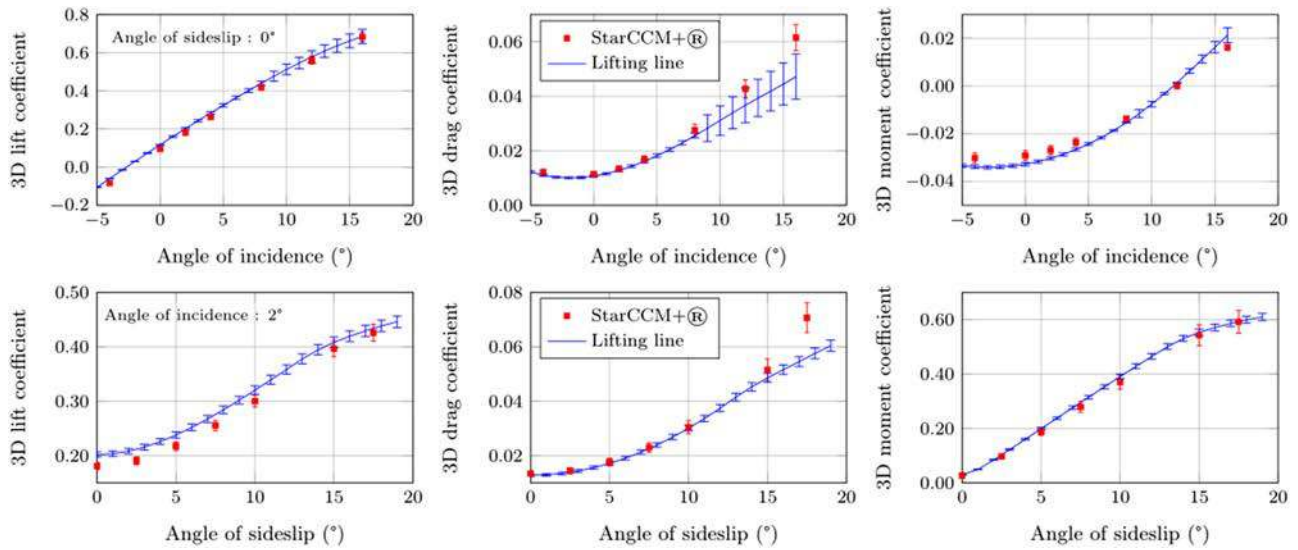 3D lift coefficient
0.8
0.6
0.4
0.2
0.0
−0.2
Angle of sideslip : 0°
−5 0 5 10 15 20
Angle of incidence (°)
3D drag coefficient
0.06
0.04
0.02
0.00
StarCCM+®
Lifting line
−5 0 5 10 15 20
Angle of incidence (°)
3D moment coefficient
0.02
0.00
−0.02
−0.04
−5 0 5 10 15 20
Angle of incidence (°)
3D lift coefficient
0.50
0.40
0.30
0.20
Angle of incidence : 2°
0 5 10 15 20
Angle of sideslip (°)
3D drag coefficient
0.08
0.06
0.04
0.02
StarCCM+®
Lifting line
0 5 10 15 20
Angle of sideslip (°)
3D moment coefficient
0.60
0.40
0.20
0.00
0 5 10 15 20
Angle of sideslip (°)